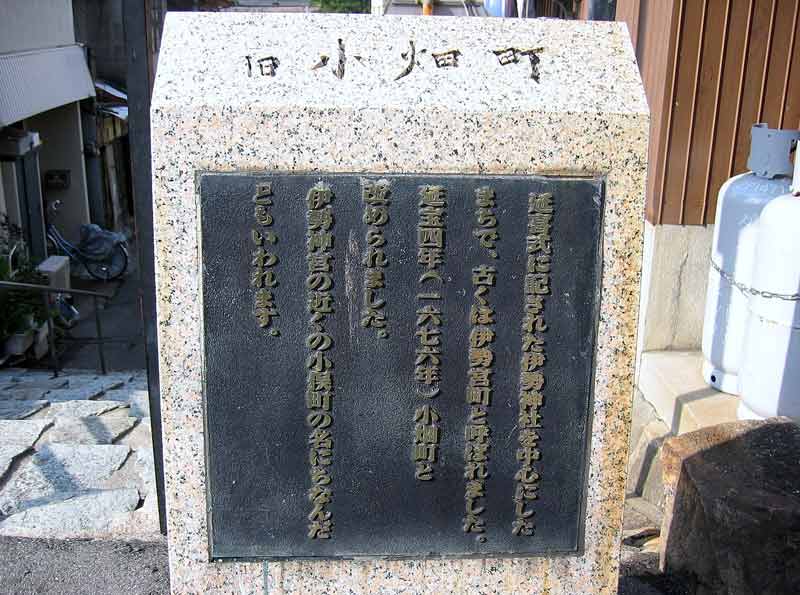 旧小畑町
延喜式に記された伊勢神社を中心にした
まちで、古くは伊勢宮町と呼ばれました。
延宝四年(一六七六年)小畑町と
改められました。
伊勢神宮の近くの小俣町の名にちなんだ
ともいわれます。